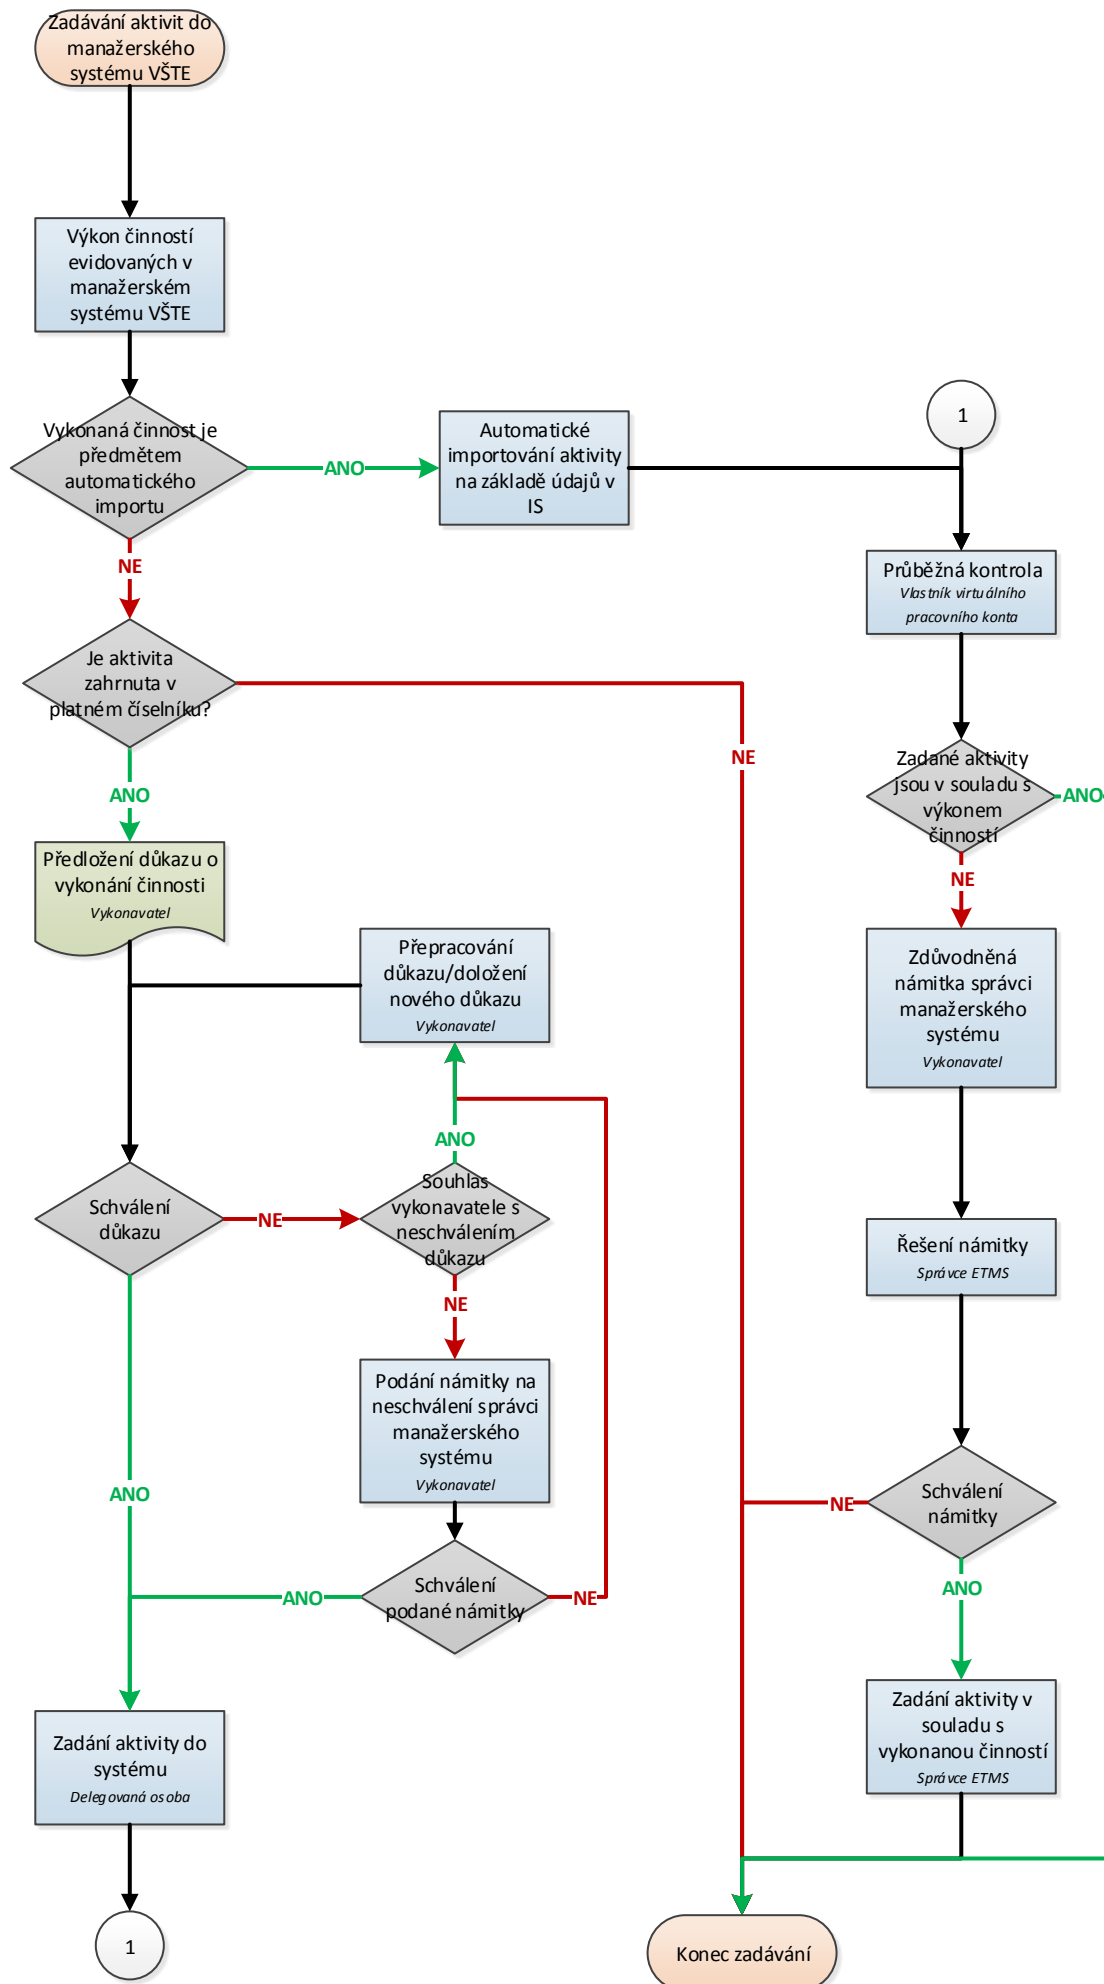 Zadávání aktivit do
manažerského
systému VŠTE
Výkon činností
evidovaných v
manažerském
systému VŠTE
Vykonaná činnost je
předmětem
automatického
importu
ANO
Automatické
importování aktivity
na základě údajů v
IS
1
NE
Průběžná kontrola
Vlastník virtuálního
pracovního konta
Je aktivita
zahrnuta v
platném číselníku?
NE
ANO
Zadané aktivity
jsou v souladu s
výkonem
činností
ANO
NE
Předložení důkazu o
vykonání činnosti
Vykonavatel
Přepracování
důkazu/doložení
nového důkazu
Vykonavatel
Zdůvodněná
námitka správci
manažerského
systému
Vykonavatel
ANO
Schválení
důkazu
NE
Souhlas
vykonavatele s
neschválením
důkazu
NE
Řešení námitky
Správce ETMS
Podání námitky na
neschválení správci
manažerského
systému
Vykonavatel
ANO
NE
Schválení
námitky
ANO
Schválení
podané námitky
NE
ANO
Zadání aktivity do
systému
Delegovaná osoba
Zadání aktivity v
souladu s
vykonanou činností
Správce ETMS
1
Konec zadávání